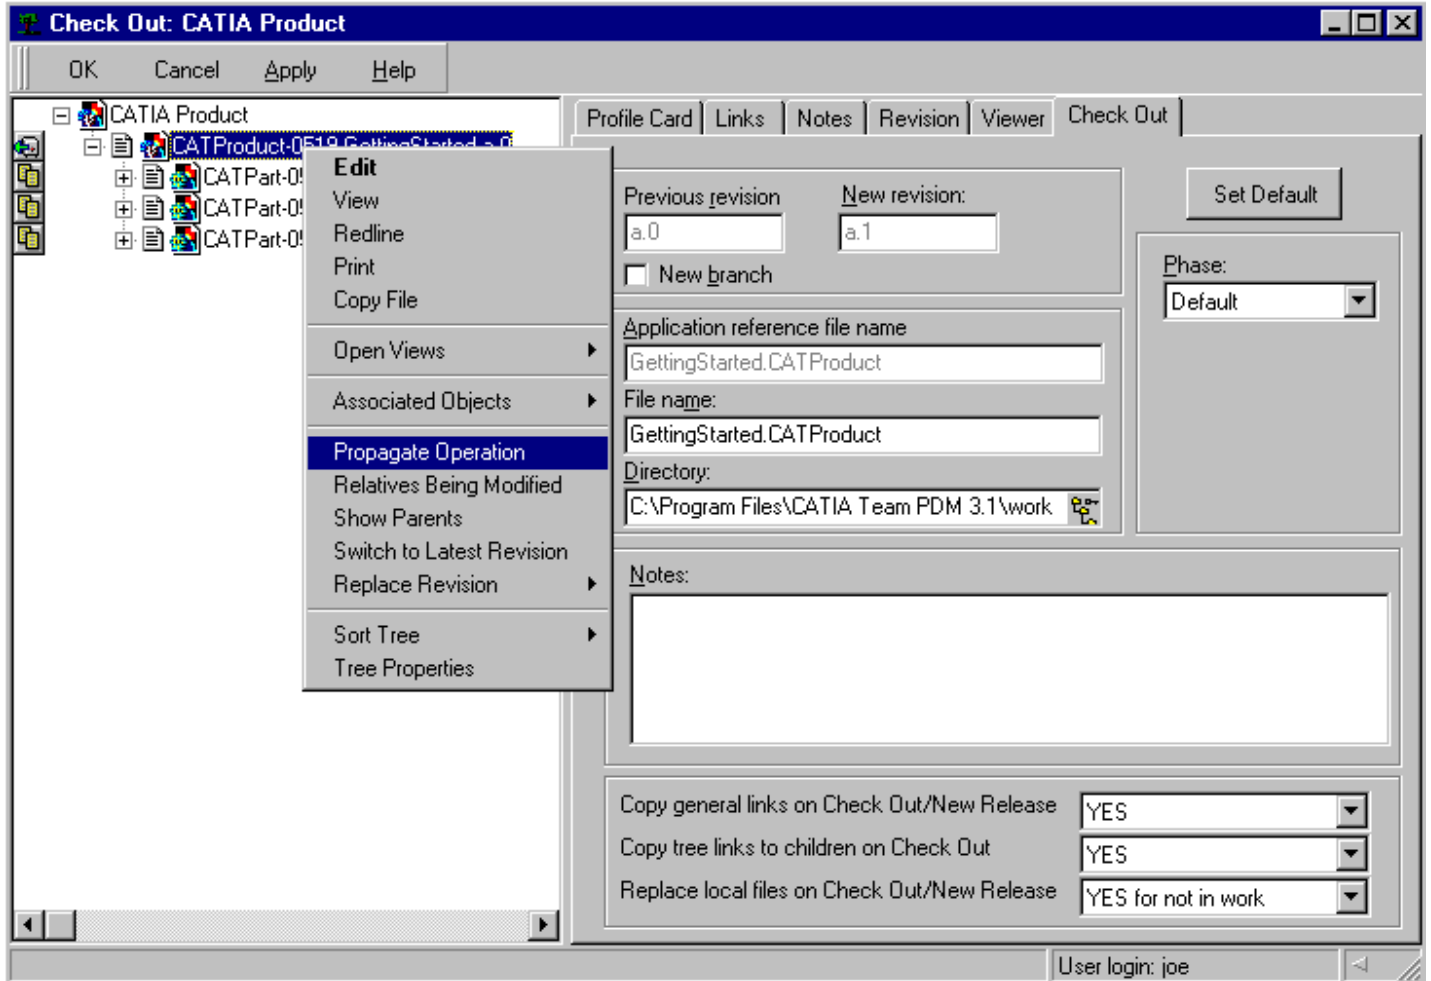 Check Out: CATIA Product
OK Cancel Apply Help
CATIA Product
CATProduct-0519 GettingStarted-a.0
CATPart-0
CATPart-0
CATPart-0
Edit
View
Redline
Print
Copy File
Open Views
Associated Objects
Propagate Operation
Relatives Being Modified
Show Parents
Switch to Latest Revision
Replace Revision
Sort Tree
Tree Properties
Profile Card Links Notes Revision Viewer Check Out
Previous revision New revision:
a.0 a.1
New branch
Set Default
Phase:
Default
Application reference file name
GettingStarted.CATProduct
File name:
GettingStarted.CATProduct
Directory:
C:\Program Files\CATIA Team PDM 3.1\work
Notes:
Copy general links on Check Out/New Release YES
Copy tree links to children on Check Out YES
Replace local files on Check Out/New Release YES for not in work
User login: joe